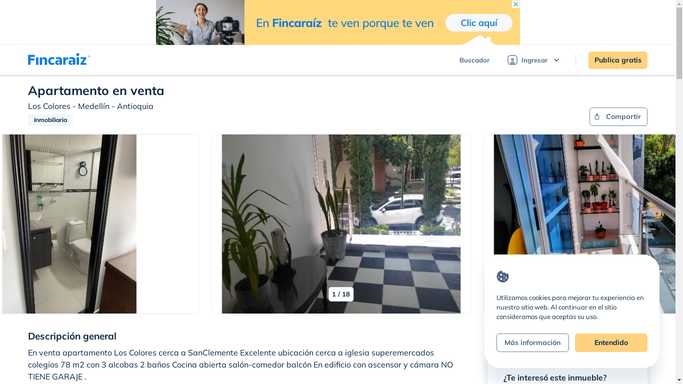 En Fincaraíz te ven porque te ven
Clic aquí
Fincaraiz
Buscador
Ingresar
Publica gratis
Apartamento en venta
Los Colores - Medellín - Antioquia
Inmobiliaria
Compartir
1 / 18
Utilizamos cookies para mejorar tu experiencia en
nuestro sitio web. Al continuar en el sitio
consideramos que aceptas su uso.
Más información
Entendido
Descripción general
En venta apartamento Los Colores cerca a SanClemente Excelente ubicación cerca a iglesia superemercados
colegios 78 m2 con 3 alcobas 2 baños Cocina abierta salón-comedor balcón En edificio con ascensor y cámara NO
TIENE GARAJE .
¿Te interesó este inmueble?